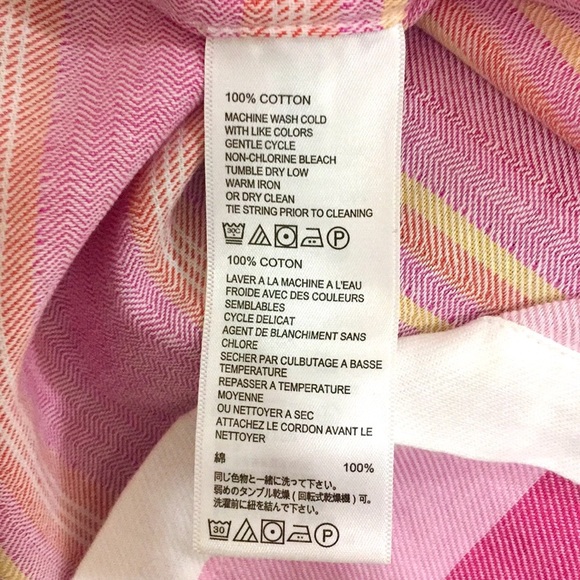 100% COTTON
MACHINE WASH COLD
WITH LIKE COLORS
GENTLE CYCLE
NON-CHLORINE BLEACH
TUMBLE DRY LOW
WARM IRON
OR DRY CLEAN
TIE STRING PRIOR TO CLEANING
30C P
100% COTON
LAVER A LA MACHINE A L'EAU
FROIDE AVEC DES COULEURS
SEMBLABLES
CYCLE DELICAT
AGENT DE BLANCHIMENT SANS
CHLORE
SECHER PAR CULBUTAGE A BASSE
TEMPERATURE
REPASSER A TEMPERATURE
MOYENNE
OU NETTOYER A SEC
ATTACHEZ LE CORDON AVANT LE
NETTOYER
綿 100%
同じ色物と一緒に洗って下さい。
弱めのタンブル乾燥（回転式乾燥機）可。
洗濯前に紐を結んで下さい。
30 P